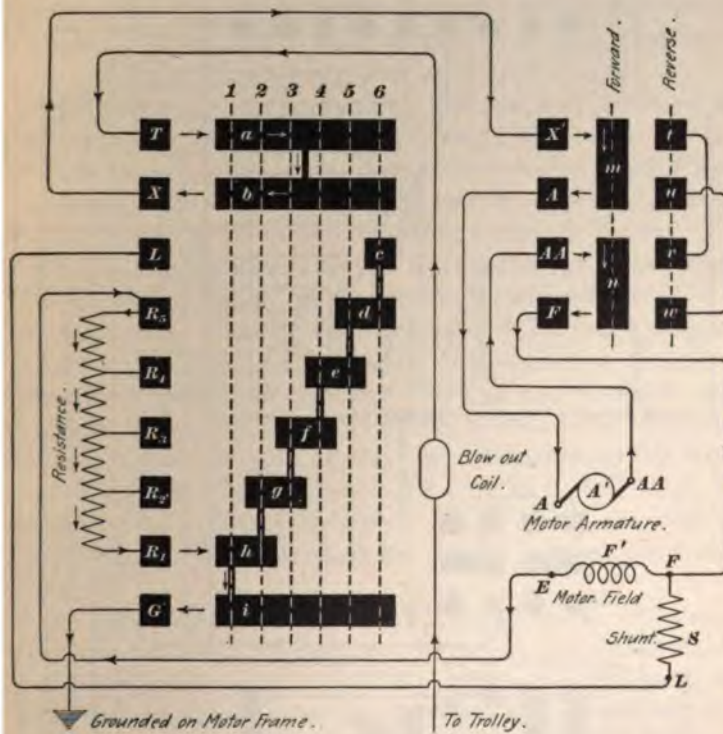 Forward.
Reverse.
1 2 3 4 5 6
T a X' m t
X b A u
L c AA n v
R5 d F w
R4 e
Resistance.
R3 f
R2 g
Blow out
Coil.
A A' AA
Motor Armature.
R1 h
F'
E F
Motor Field
G i
Shunt. S
L
Grounded on Motor Frame.
To Trolley.